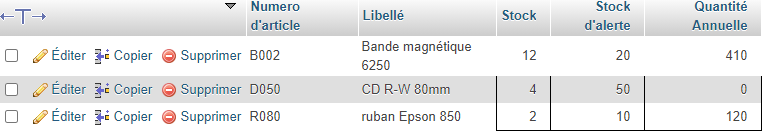 Numero d'article Libellé Stock Stock d'alerte Quantité Annuelle
Éditer Copier Supprimer B002 Bande magnétique 6250 12 20 410
Éditer Copier Supprimer D050 CD R-W 80mm 4 50 0
Éditer Copier Supprimer R080 ruban Epson 850 2 10 120